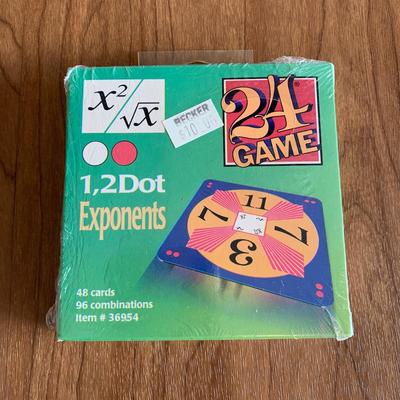 x²
√x
BECKER
$10.00
24®
GAME
1,2Dot
Exponents
11
7
7
3
48 cards
96 combinations
Item # 36954